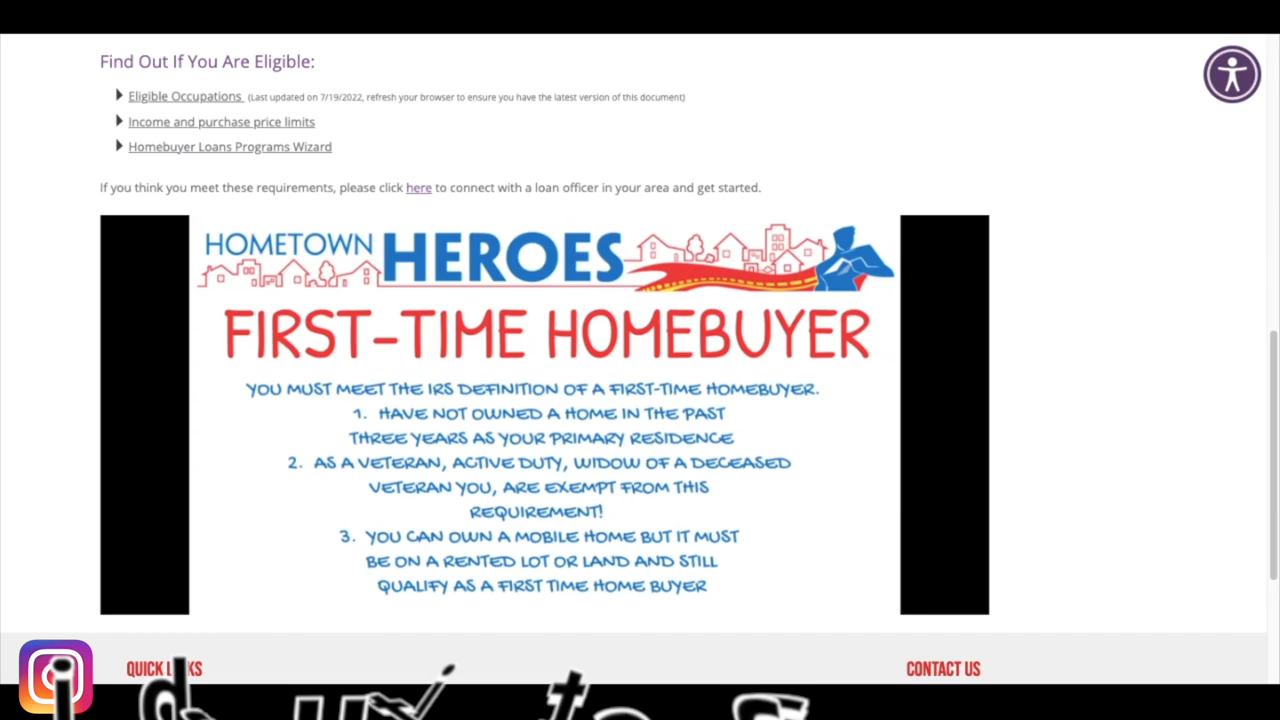 Find Out If You Are Eligible:
Eligible Occupations (Last updated on 7/19/2022, refresh your browser to ensure you have the latest version of this document)
Income and purchase price limits
Homebuyer Loans Programs Wizard
If you think you meet these requirements, please click here to connect with a loan officer in your area and get started.
HOMETOWN HEROES
FIRST-TIME HOMEBUYER
YOU MUST MEET THE IRS DEFINITION OF A FIRST-TIME HOMEBUYER.
1. HAVE NOT OWNED A HOME IN THE PAST
THREE YEARS AS YOUR PRIMARY RESIDENCE
2. AS A VETERAN, ACTIVE DUTY, WIDOW OF A DECEASED
VETERAN YOU, ARE EXEMPT FROM THIS
REQUIREMENT!
3. YOU CAN OWN A MOBILE HOME BUT IT MUST
BE ON A RENTED LOT OR LAND AND STILL
QUALIFY AS A FIRST TIME HOME BUYER
QUICK LINKS
CONTACT US